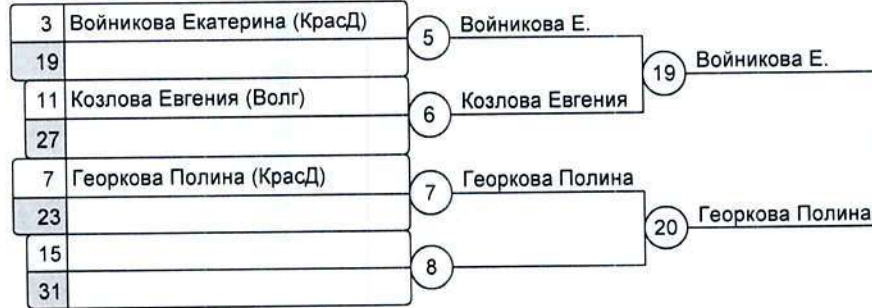 3 Войникова Екатерина (КрасД)
19
5 Войникова Е.
19 Войникова Е.
11 Козлова Евгения (Волг)
27
6 Козлова Евгения
7 Георкова Полина (КрасД)
23
7 Георкова Полина
20 Георкова Полина
15
31
8